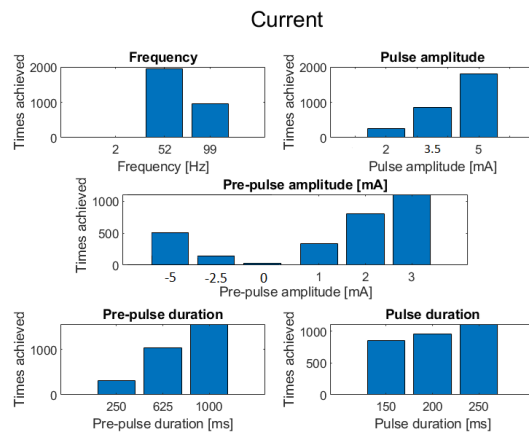 Current
Frequency
Times achieved
2000
1000
0
2 52 99
Frequency [Hz]
Pulse amplitude
Times achieved
2000
1000
0
2 3.5 5
Pulse amplitude [mA]
Pre-pulse amplitude [mA]
Times achieved
1000
500
0
-5 -2.5 0 1 2 3
Pre-pulse amplitude [mA]
Pre-pulse duration
Times achieved
1000
0
250 625 1000
Pre-pulse duration [ms]
Pulse duration
Times achieved
1000
500
0
150 200 250
Pulse duration [ms]